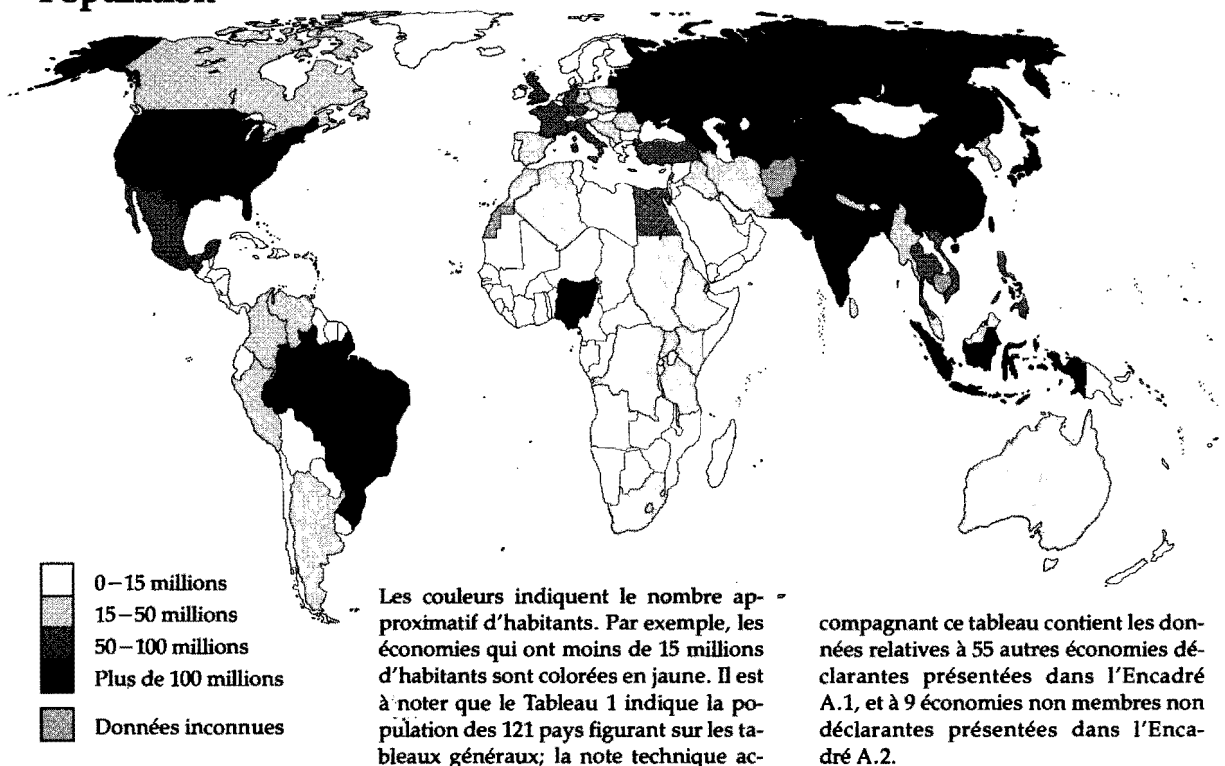 Population
0–15 millions
15–50 millions
50–100 millions
Plus de 100 millions
Données inconnues
Les couleurs indiquent le nombre ap-
proximatif d'habitants. Par exemple, les
économies qui ont moins de 15 millions
d'habitants sont colorées en jaune. Il est
à noter que le Tableau 1 indique la po-
pulation des 121 pays figurant sur les ta-
bleaux généraux; la note technique ac-
compagnant ce tableau contient les don-
nées relatives à 55 autres économies dé-
clarantes présentées dans l'Encadré
A.1, et à 9 économies non membres non
déclarantes présentées dans l'Enca-
dré A.2.